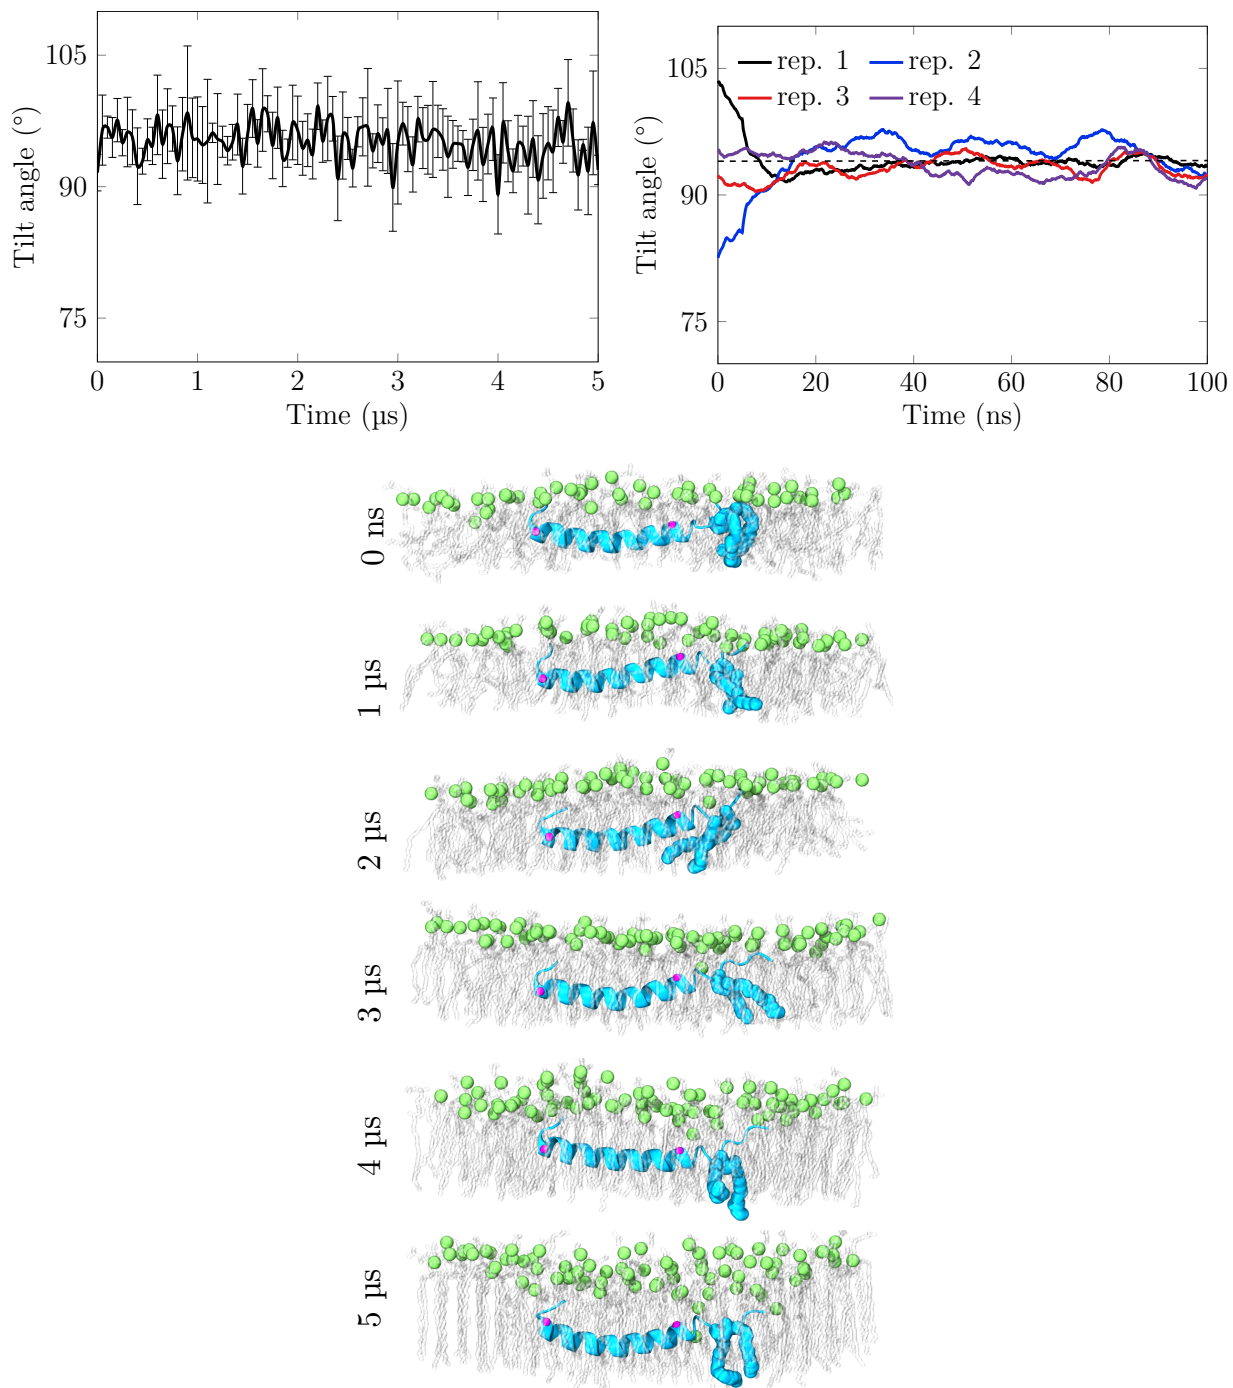 105
90
75
Tilt angle (°)
0 1 2 3 4 5
Time (µs)
rep. 1 rep. 2
rep. 3 rep. 4
105
90
75
Tilt angle (°)
0 20 40 60 80 100
Time (ns)
0 ns
1 µs
2 µs
3 µs
4 µs
5 µs